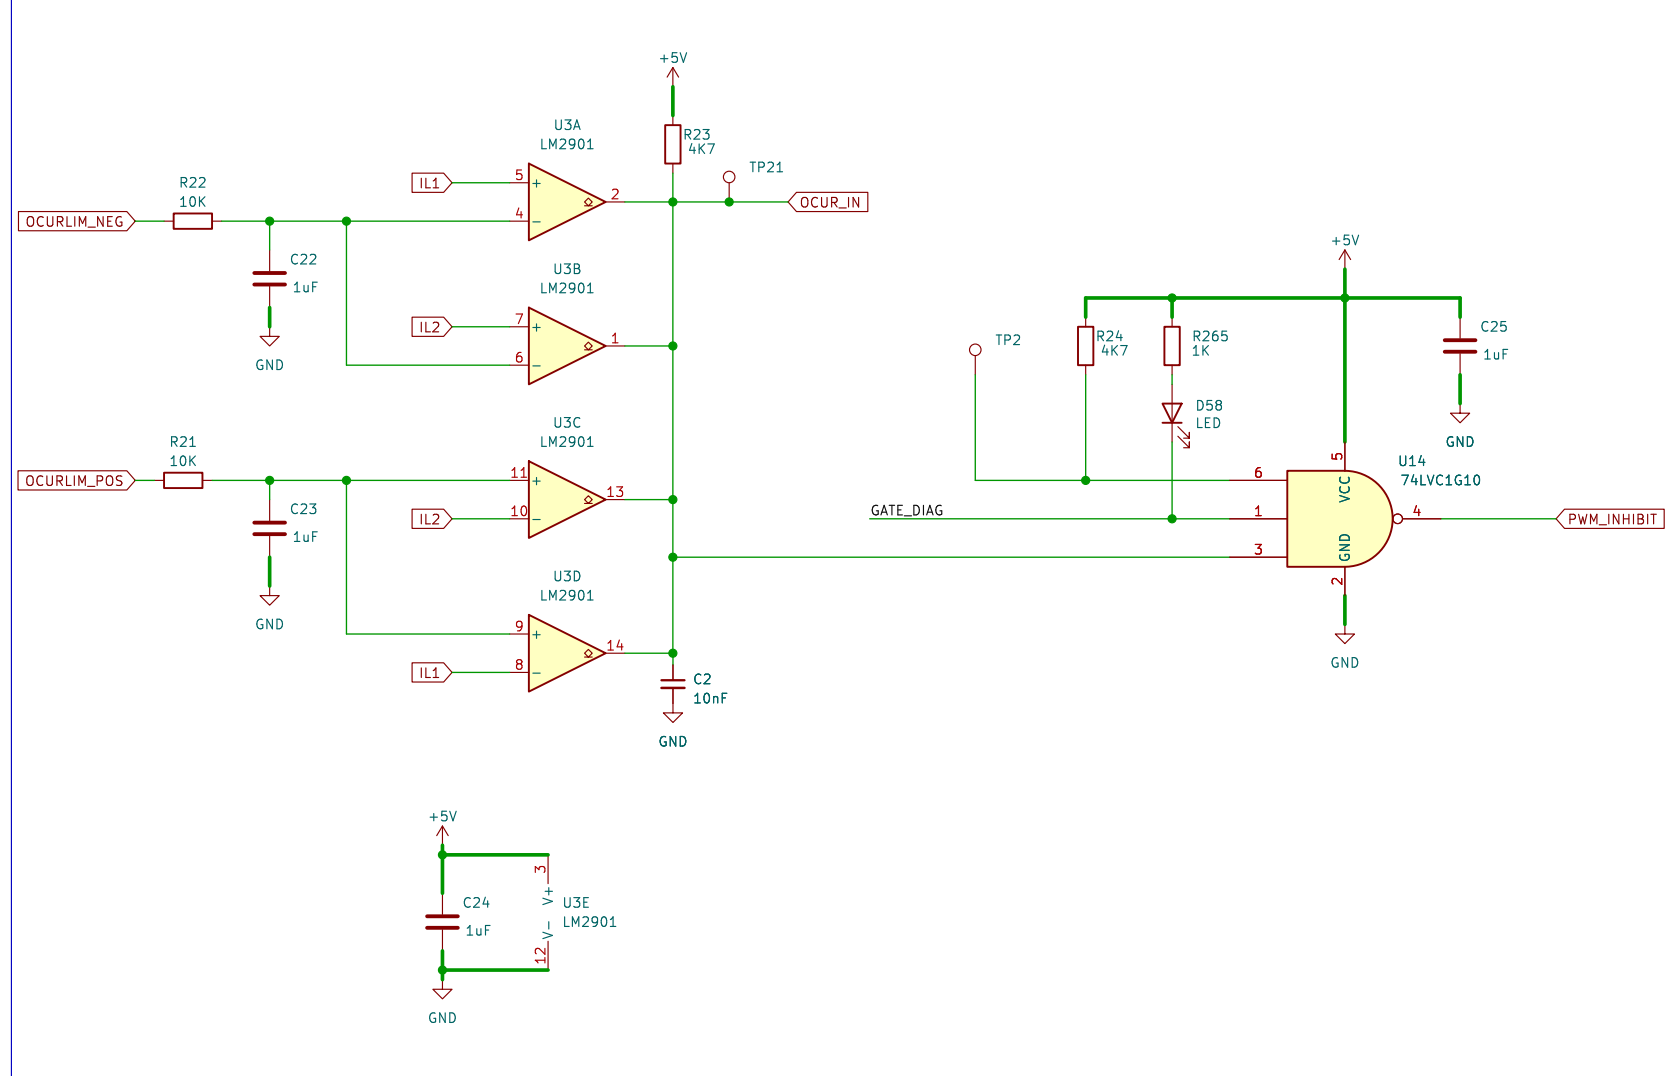 +5V
R23
4K7
TP21
OCUR_IN
U3A
LM2901
IL1
5
+
4
-
2
R22
10K
OCURLIM_NEG
C22
1uF
GND
U3B
LM2901
IL2
7
+
6
-
1
U3C
LM2901
11
+
IL2
10
-
13
R21
10K
OCURLIM_POS
C23
1uF
GND
U3D
LM2901
9
+
IL1
8
-
14
C2
10nF
GND
+5V
TP2
R24
4K7
R265
1K
D58
LED
C25
1uF
GND
U14
74LVC1G10
5
VCC
6
GATE_DIAG
1
3
4
PWM_INHIBIT
GND
2
GND
+5V
C24
1uF
3
V+
U3E
LM2901
V-
12
GND